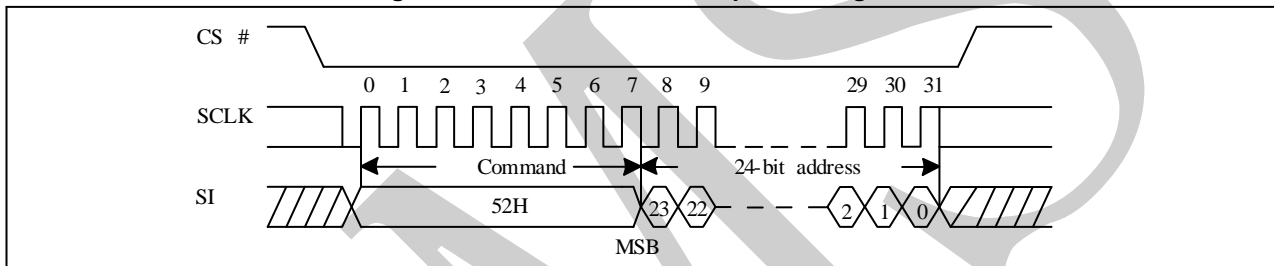 CS #
0 1 2 3 4 5 6 7 8 9 29 30 31
SCLK
Command 24-bit address
SI 52H 23 22 2 1 0
MSB